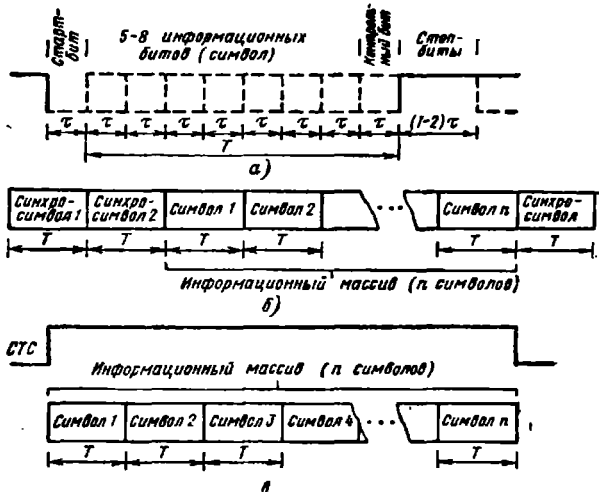 Старт-
бит
5-8 информационных
битов (символ)
Контроль-
ный бит
Стоп-
биты
τ τ τ τ τ τ τ τ τ (1-2)τ
T
а)
Синхро-
символ 1
Синхро-
символ 2
Символ 1
Символ 2
...
Символ n
Синхро-
символ
T T T T T T
Информационный массив (n символов)
б)
СТС
Информационный массив (n символов)
Символ 1
Символ 2
Символ 3
Символ 4
...
Символ n
T T T T
в